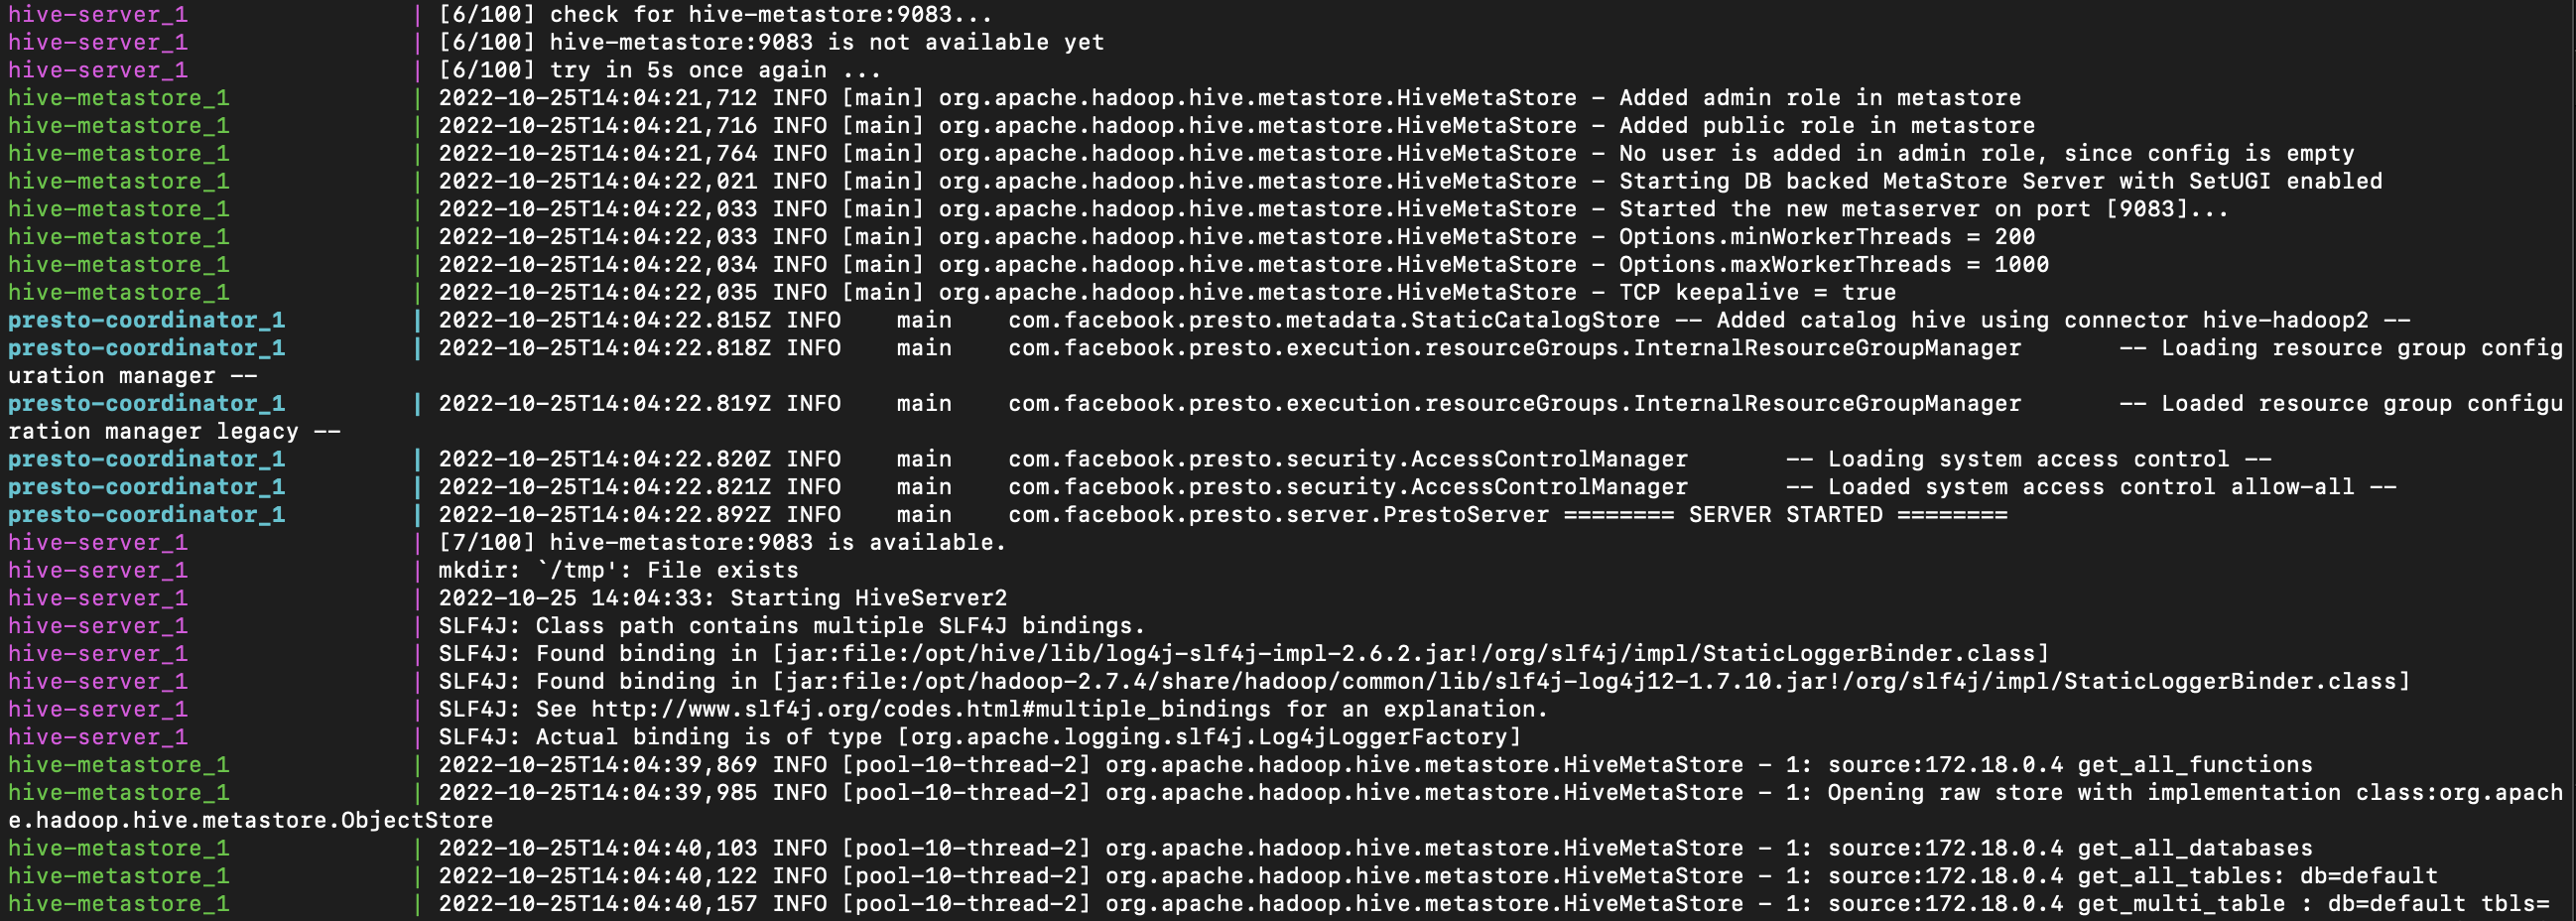 hive-server_1 | [6/100] check for hive-metastore:9083...
hive-server_1 | [6/100] hive-metastore:9083 is not available yet
hive-server_1 | [6/100] try in 5s once again ...
hive-metastore_1 | 2022-10-25T14:04:21,712 INFO [main] org.apache.hadoop.hive.metastore.HiveMetaStore - Added admin role in metastore
hive-metastore_1 | 2022-10-25T14:04:21,716 INFO [main] org.apache.hadoop.hive.metastore.HiveMetaStore - Added public role in metastore
hive-metastore_1 | 2022-10-25T14:04:21,764 INFO [main] org.apache.hadoop.hive.metastore.HiveMetaStore - No user is added in admin role, since config is empty
hive-metastore_1 | 2022-10-25T14:04:22,021 INFO [main] org.apache.hadoop.hive.metastore.HiveMetaStore - Starting DB backed MetaStore Server with SetUGI enabled
hive-metastore_1 | 2022-10-25T14:04:22,033 INFO [main] org.apache.hadoop.hive.metastore.HiveMetaStore - Started the new metaserver on port [9083]...
hive-metastore_1 | 2022-10-25T14:04:22,033 INFO [main] org.apache.hadoop.hive.metastore.HiveMetaStore - Options.minWorkerThreads = 200
hive-metastore_1 | 2022-10-25T14:04:22,034 INFO [main] org.apache.hadoop.hive.metastore.HiveMetaStore - Options.maxWorkerThreads = 1000
hive-metastore_1 | 2022-10-25T14:04:22,035 INFO [main] org.apache.hadoop.hive.metastore.HiveMetaStore - TCP keepalive = true
presto-coordinator_1 | 2022-10-25T14:04:22.815Z INFO main com.facebook.presto.metadata.StaticCatalogStore -- Added catalog hive using connector hive-hadoop2 --
presto-coordinator_1 | 2022-10-25T14:04:22.818Z INFO main com.facebook.presto.execution.resourceGroups.InternalResourceGroupManager -- Loading resource group config
uration manager --
presto-coordinator_1 | 2022-10-25T14:04:22.819Z INFO main com.facebook.presto.execution.resourceGroups.InternalResourceGroupManager -- Loaded resource group configu
ration manager legacy --
presto-coordinator_1 | 2022-10-25T14:04:22.820Z INFO main com.facebook.presto.security.AccessControlManager -- Loading system access control --
presto-coordinator_1 | 2022-10-25T14:04:22.821Z INFO main com.facebook.presto.security.AccessControlManager -- Loaded system access control allow-all --
presto-coordinator_1 | 2022-10-25T14:04:22.892Z INFO main com.facebook.presto.server.PrestoServer ======== SERVER STARTED ========
hive-server_1 | [7/100] hive-metastore:9083 is available.
hive-server_1 | mkdir: `/tmp': File exists
hive-server_1 | 2022-10-25 14:04:33: Starting HiveServer2
hive-server_1 | SLF4J: Class path contains multiple SLF4J bindings.
hive-server_1 | SLF4J: Found binding in [jar:file:/opt/hive/lib/log4j-slf4j-impl-2.6.2.jar!/org/slf4j/impl/StaticLoggerBinder.class]
hive-server_1 | SLF4J: Found binding in [jar:file:/opt/hadoop-2.7.4/share/hadoop/common/lib/slf4j-log4j12-1.7.10.jar!/org/slf4j/impl/StaticLoggerBinder.class]
hive-server_1 | SLF4J: See http://www.slf4j.org/codes.html#multiple_bindings for an explanation.
hive-server_1 | SLF4J: Actual binding is of type [org.apache.logging.slf4j.Log4jLoggerFactory]
hive-metastore_1 | 2022-10-25T14:04:39,869 INFO [pool-10-thread-2] org.apache.hadoop.hive.metastore.HiveMetaStore - 1: source:172.18.0.4 get_all_functions
hive-metastore_1 | 2022-10-25T14:04:39,985 INFO [pool-10-thread-2] org.apache.hadoop.hive.metastore.HiveMetaStore - 1: Opening raw store with implementation class:org.apach
e.hadoop.hive.metastore.ObjectStore
hive-metastore_1 | 2022-10-25T14:04:40,103 INFO [pool-10-thread-2] org.apache.hadoop.hive.metastore.HiveMetaStore - 1: source:172.18.0.4 get_all_databases
hive-metastore_1 | 2022-10-25T14:04:40,122 INFO [pool-10-thread-2] org.apache.hadoop.hive.metastore.HiveMetaStore - 1: source:172.18.0.4 get_all_tables: db=default
hive-metastore_1 | 2022-10-25T14:04:40,157 INFO [pool-10-thread-2] org.apache.hadoop.hive.metastore.HiveMetaStore - 1: source:172.18.0.4 get_multi_table : db=default tbls=